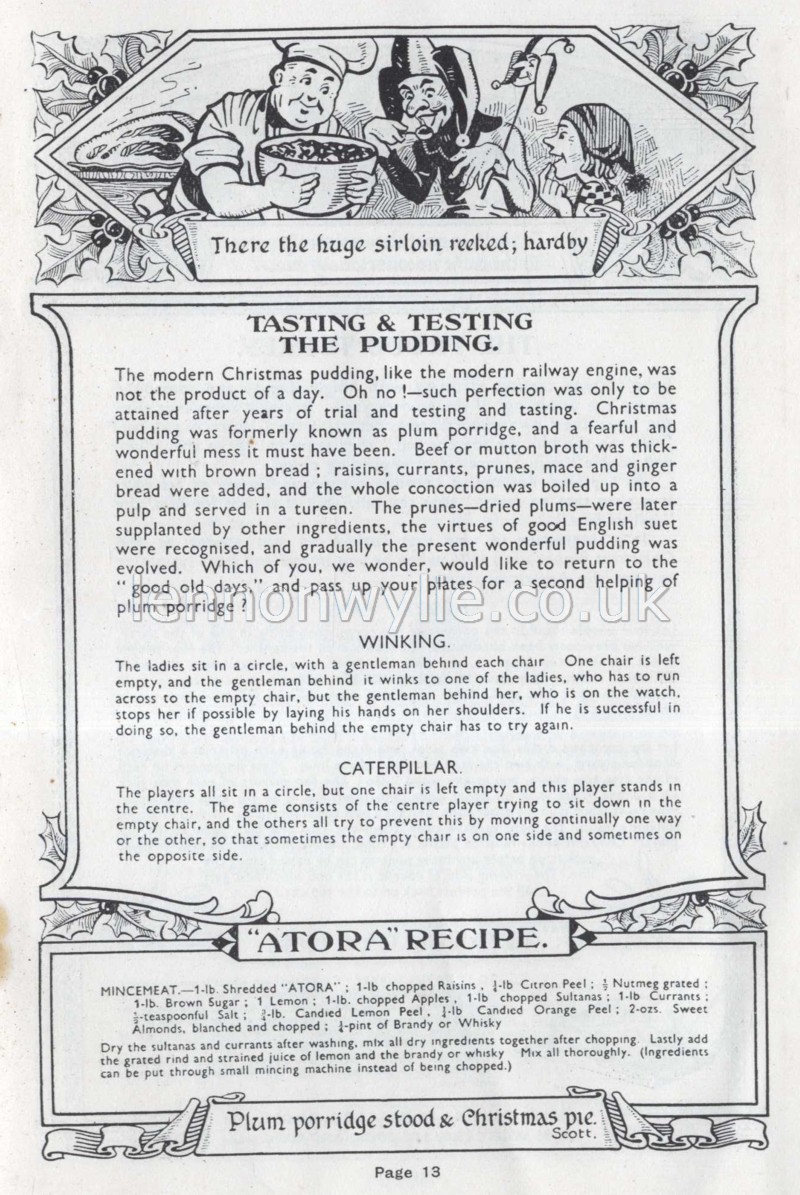 There the huge sirloin reeked; hardby
TASTING & TESTING
THE PUDDING.
The modern Christmas pudding, like the modern railway engine, was
not the product of a day. Oh no !—such perfection was only to be
attained after years of trial and testing and tasting. Christmas
pudding was formerly known as plum porridge, and a fearful and
wonderful mess it must have been. Beef or mutton broth was thick-
ened with brown bread ; raisins, currants, prunes, mace and ginger
bread were added, and the whole concoction was boiled up into a
pulp and served in a tureen. The prunes—dried plums—were later
supplanted by other ingredients, the virtues of good English suet
were recognised, and gradually the present wonderful pudding was
evolved. Which of you, we wonder, would like to return to the
" good old days," and pass up your plates for a second helping of
plum porridge ?
lennonwylie.co.uk
WINKING.
The ladies sit in a circle, with a gentleman behind each chair One chair is left
empty, and the gentleman behind it winks to one of the ladies, who has to run
across to the empty chair, but the gentleman behind her, who is on the watch,
stops her if possible by laying his hands on her shoulders. If he is successful in
doing so, the gentleman behind the empty chair has to try again.
CATERPILLAR.
The players all sit in a circle, but one chair is left empty and this player stands in
the centre. The game consists of the centre player trying to sit down in the
empty chair, and the others all try to prevent this by moving continually one way
or the other, so that sometimes the empty chair is on one side and sometimes on
the opposite side.
"ATORA" RECIPE.
MINCEMEAT.—1-lb. Shredded "ATORA" ; 1-lb chopped Raisins , ¼-lb Citron Peel ; ½ Nutmeg grated ;
1-lb. Brown Sugar ; 1 Lemon ; 1-lb. chopped Apples , 1-lb chopped Sultanas ; 1-lb Currants ;
½-teaspoonful Salt ; ¼-lb. Candied Lemon Peel , ¼-lb Candied Orange Peel ; 2-ozs. Sweet
Almonds, blanched and chopped ; ¼-pint of Brandy or Whisky
Dry the sultanas and currants after washing, mix all dry ingredients together after chopping. Lastly add
the grated rind and strained juice of lemon and the brandy or whisky Mix all thoroughly. (Ingredients
can be put through small mincing machine instead of being chopped.)
Plum porridge stood & Christmas pie.
Scott.
Page 13